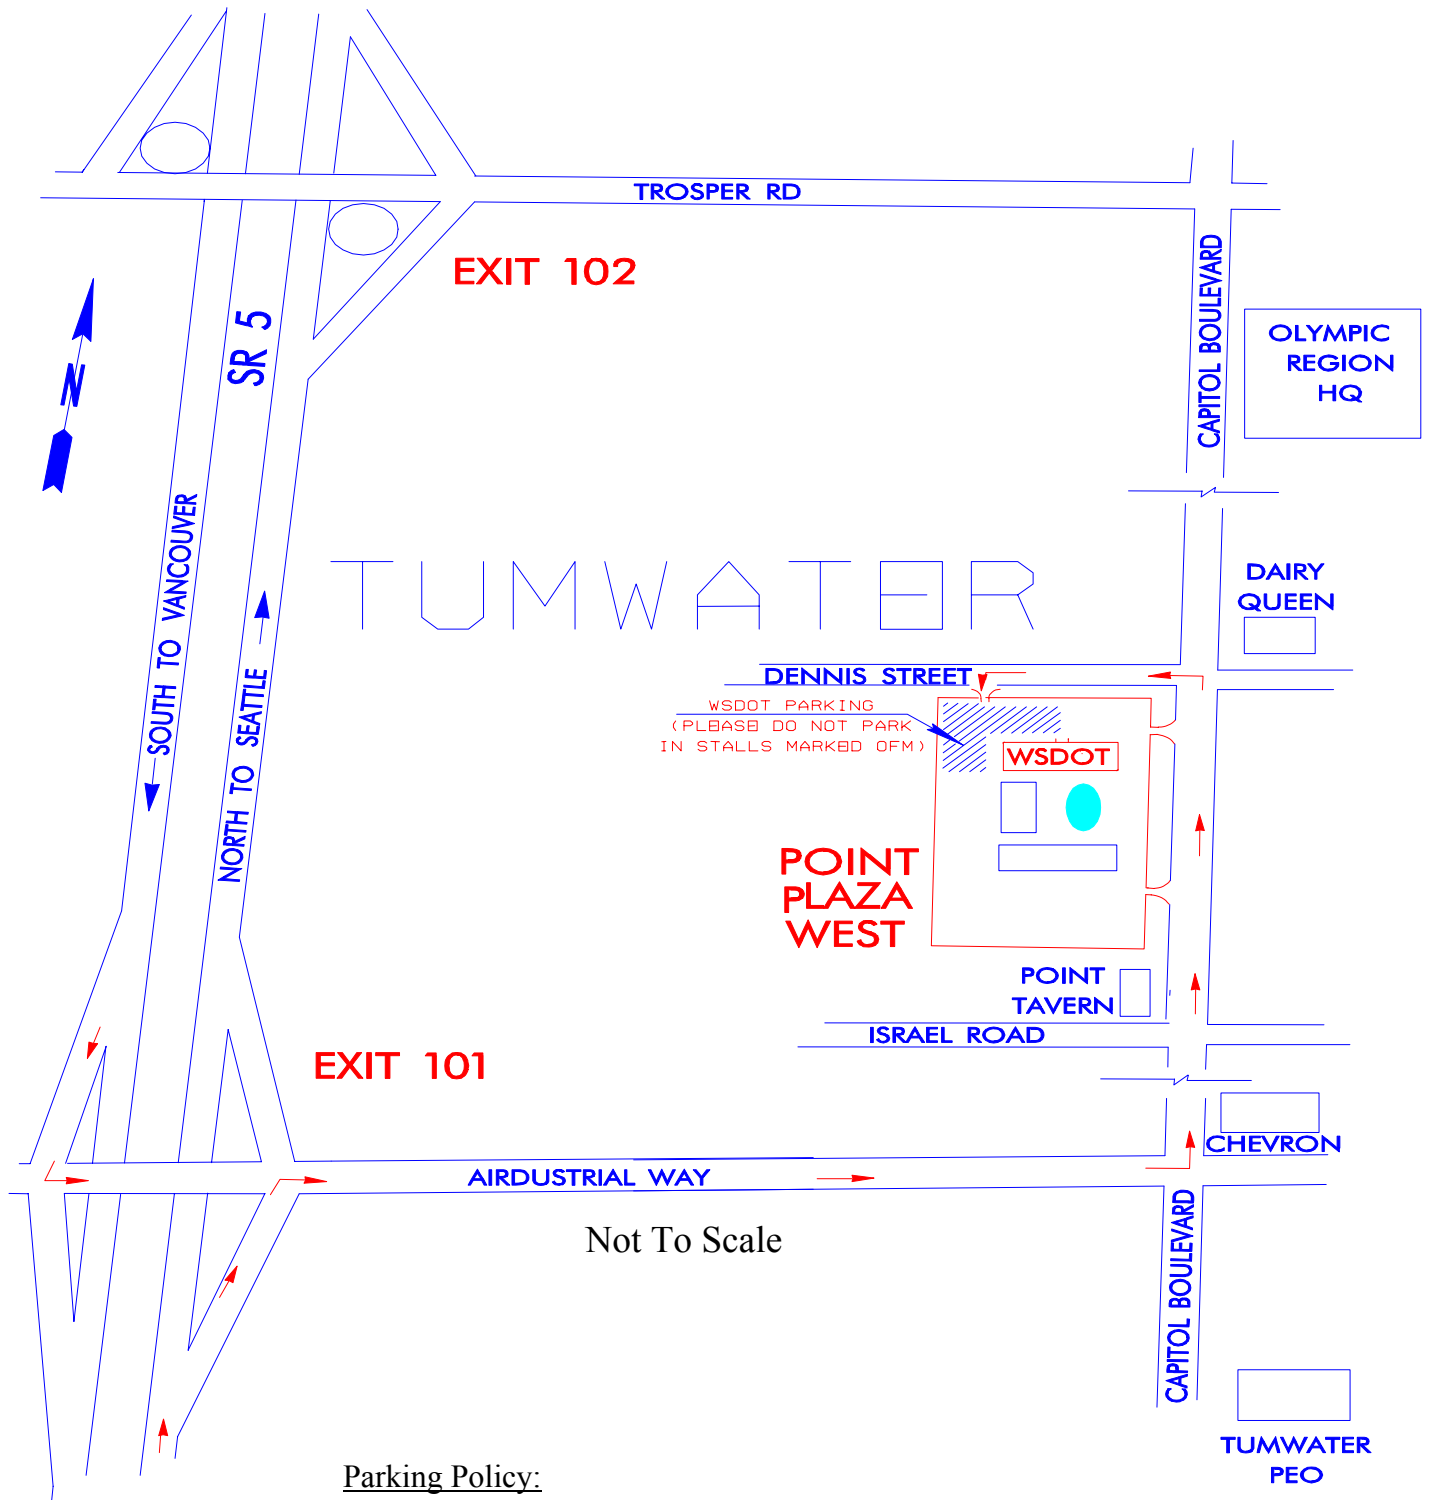 TROSPER RD
EXIT 102
CAPITOL BOULEVARD
SR 5
N
OLYMPIC
REGION
HQ
SOUTH TO VANCOUVER
TUMWATER
DAIRY
QUEEN
NORTH TO SEATTLE
DENNIS STREET
WSDOT PARKING
(PLEASE DO NOT PARK
IN STALLS MARKED OFM)
WSDOT
POINT
PLAZA
WEST
POINT
TAVERN
ISRAEL ROAD
EXIT 101
CHEVRON
AIRDUSTRIAL WAY
CAPITOL BOULEVARD
Not To Scale
TUMWATER
PEO
Parking Policy: